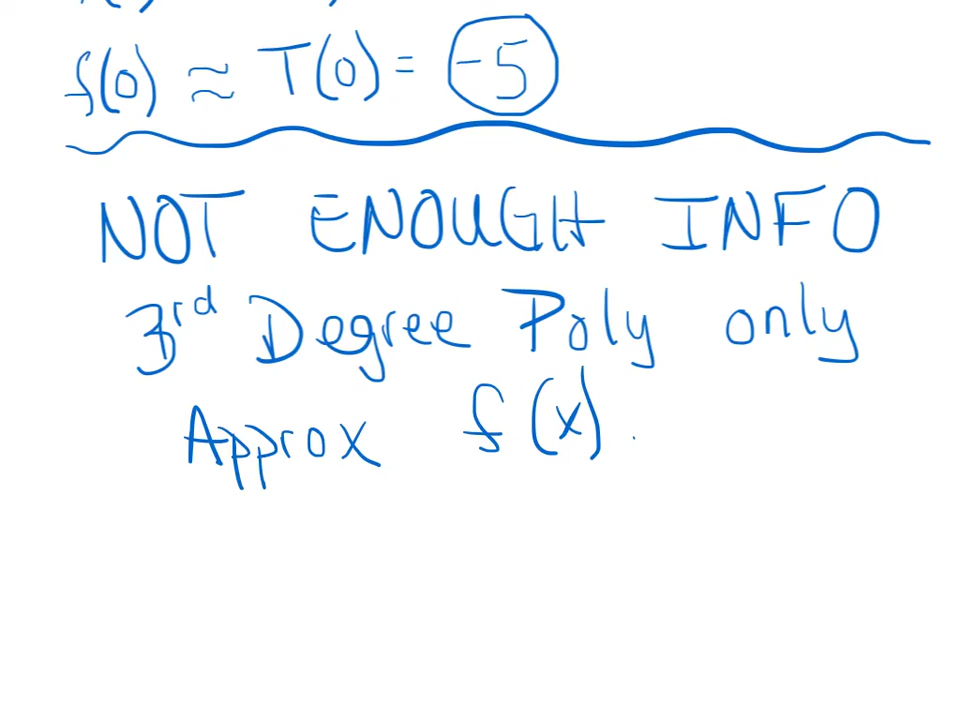 f(0) ≈ T(0) = -5
NOT ENOUGH INFO
3rd Degree Poly only
Approx f(x).